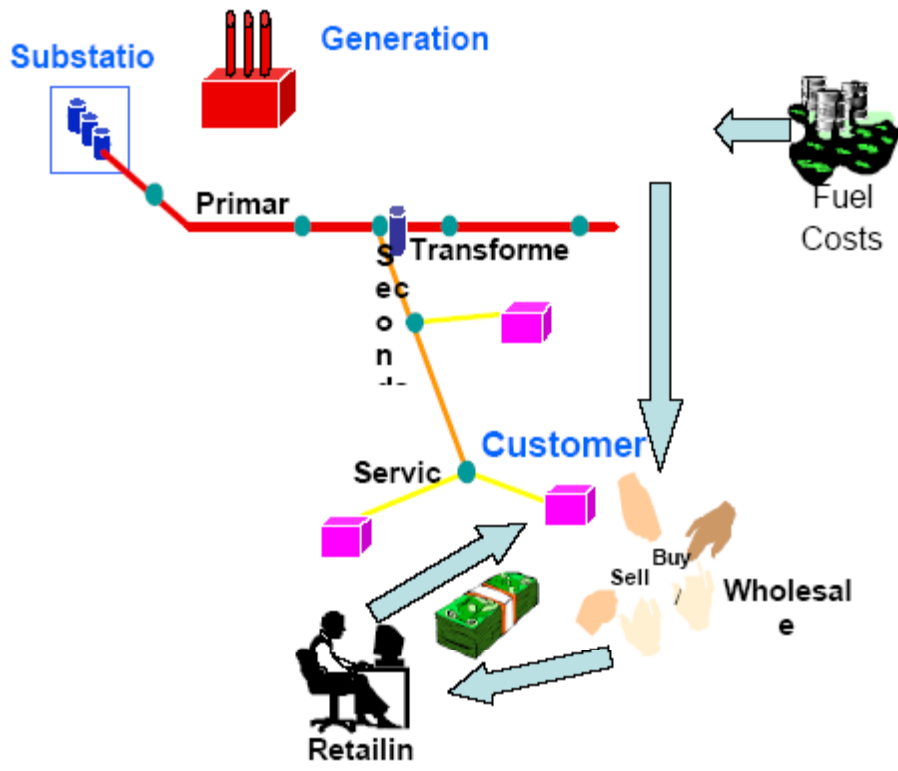 Generation
Substatio
Primar
Fuel
Costs
Transforme
S
ec
o
n
Customer
Servic
Buy
Sell
Wholesal
e
Retailin